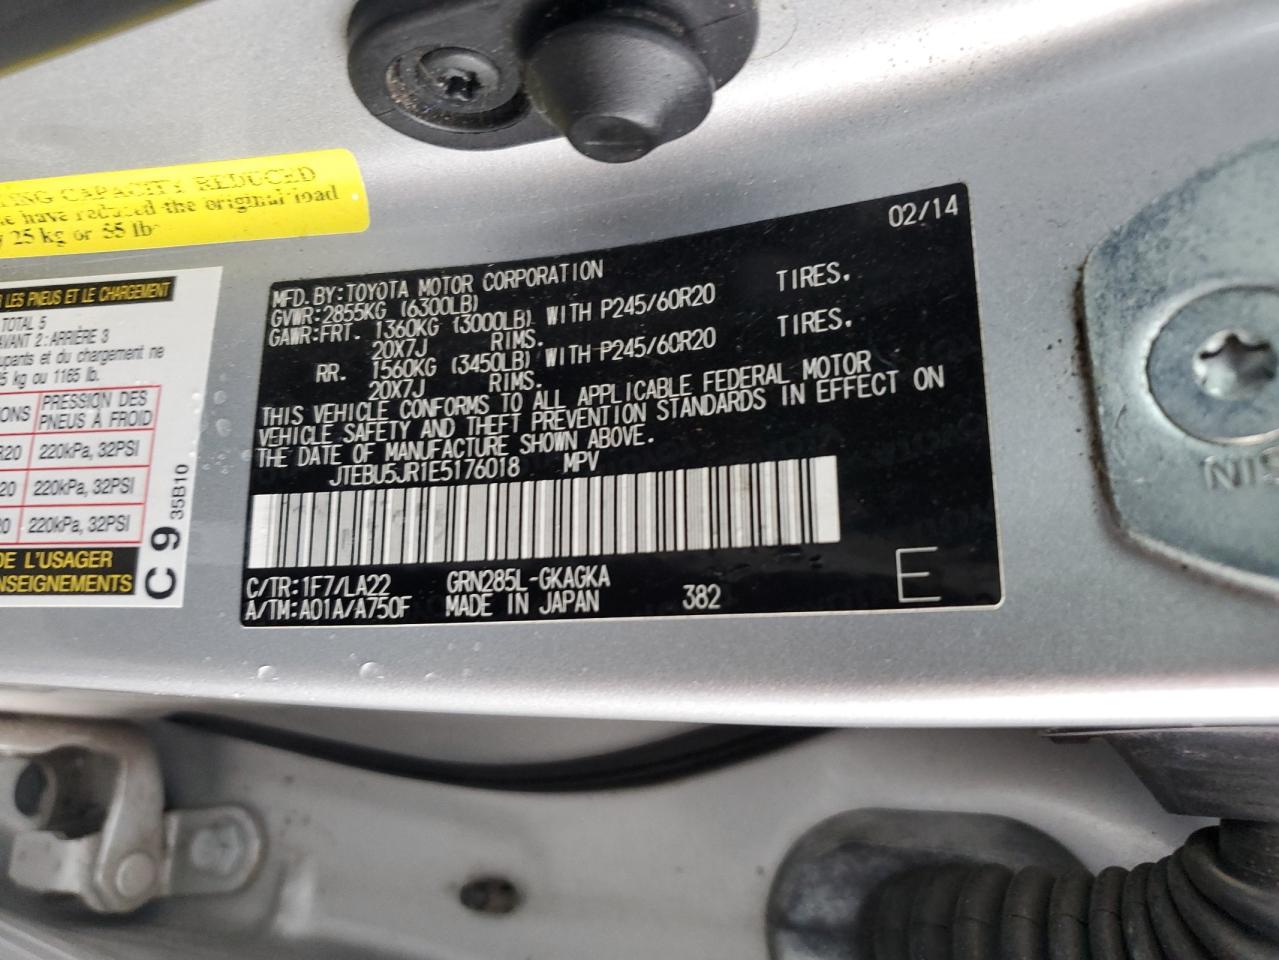 ING CAPACITY REDUCED
have reduced the original load
25 kg or 55 lb
LES PNEUS ET LE CHARGEMENT
TOTAL 5
AVANT 2: ARRIÈRE 3
upants et du chargement ne
5 kg ou 1165 lb.
IONS PRESSION DES
PNEUS À FROID
R20 220kPa, 32PSI
20 220kPa, 32PSI
20 220kPa, 32PSI
DE L'USAGER
NSEIGNEMENTS
C 9 35B10
02/14
MFD. BY: TOYOTA MOTOR CORPORATION
GVWR: 2855KG (6300LB)
GAWR: FRT. 1360KG (3000LB) WITH P245/60R20 TIRES.
20X7J RIMS.
RR. 1560KG (3450LB) WITH P245/60R20 TIRES.
20X7J RIMS.
THIS VEHICLE CONFORMS TO ALL APPLICABLE FEDERAL MOTOR
VEHICLE SAFETY AND THEFT PREVENTION STANDARDS IN EFFECT ON
THE DATE OF MANUFACTURE SHOWN ABOVE.
JTEBU5JR1E5176018 MPV
C/TR: 1F7/LA22 GRN285L-GKAGKA
A/TM: A01A/A750F MADE IN JAPAN 382 E
NIS